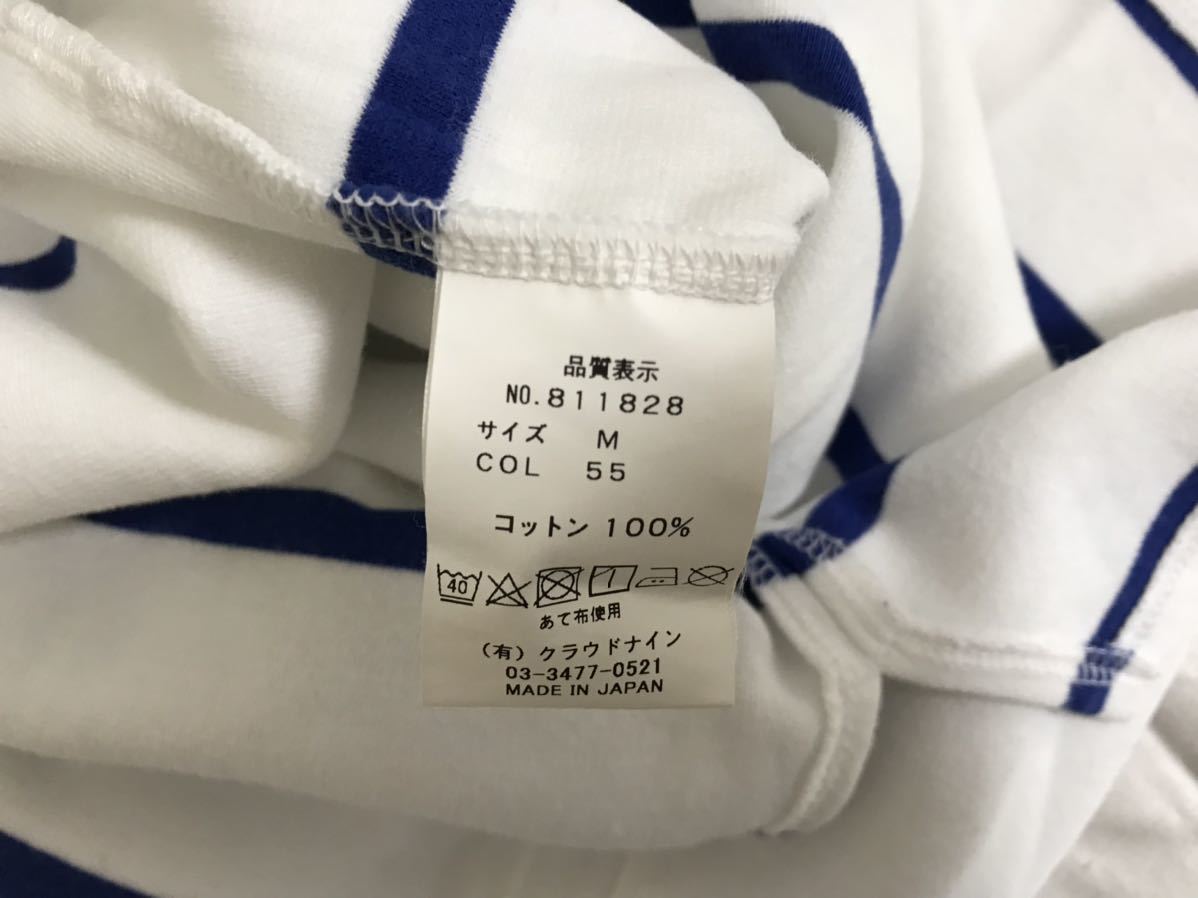 品質表示
NO.811828
サイズ M
COL 55
コットン 100%
40
あて布使用
(有) クラウドナイン
03-3477-0521
MADE IN JAPAN